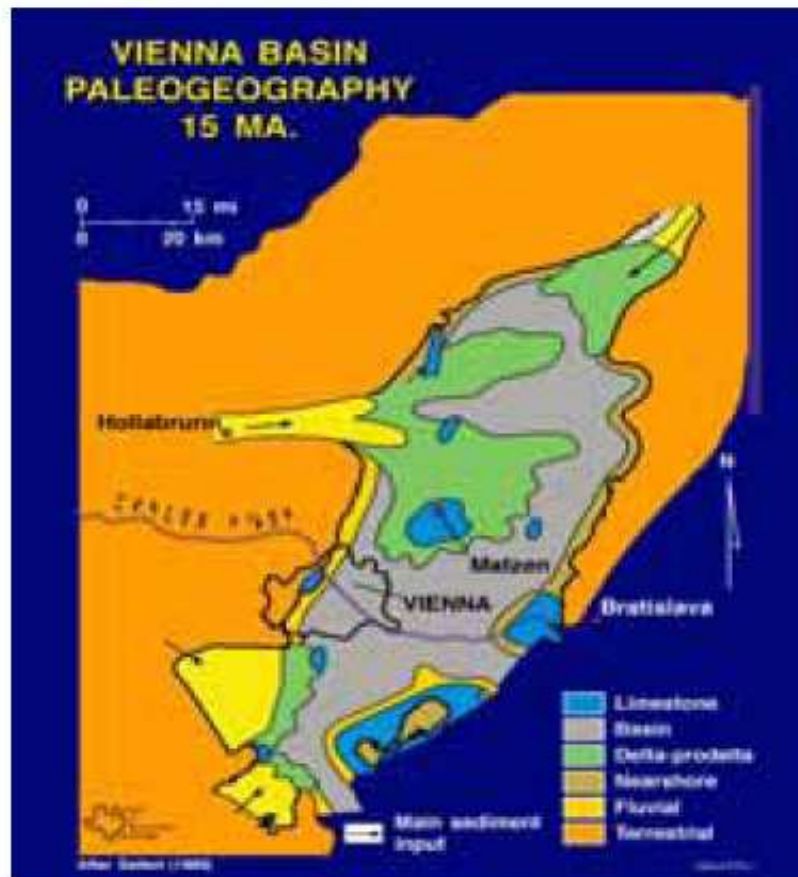 VIENNA BASIN
PALEOGEOGRAPHY
15 MA.
0 15 mi
0 20 km
Hollabrunn
N
Matzen
VIENNA
Bratislava
Limestone
Basin
Delta-prodelta
Nearshore
Fluvial
Terrestrial
Main sediment
input